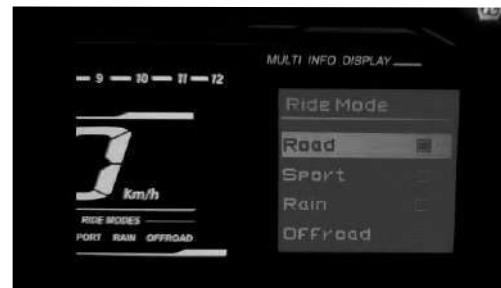 MULTI INFO DISPLAY
9 10 11 12
Ride Mode
Road
Sport
Rain
OFFroad
Km/h
RIDE MODES
PORT RAIN OFFROAD